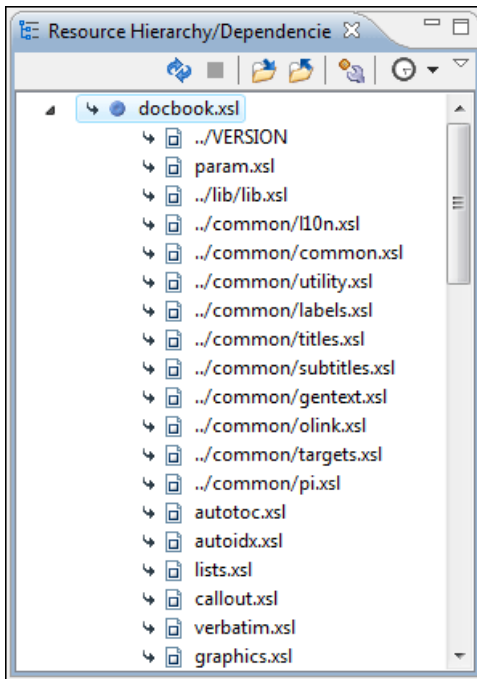 Resource Hierarchy/Dependencie
docbook.xsl
../VERSION
param.xsl
../lib/lib.xsl
../common/l10n.xsl
../common/common.xsl
../common/utility.xsl
../common/labels.xsl
../common/titles.xsl
../common/subtitles.xsl
../common/gentext.xsl
../common/olink.xsl
../common/targets.xsl
../common/pi.xsl
autotoc.xsl
autoidx.xsl
lists.xsl
callout.xsl
verbatim.xsl
graphics.xsl